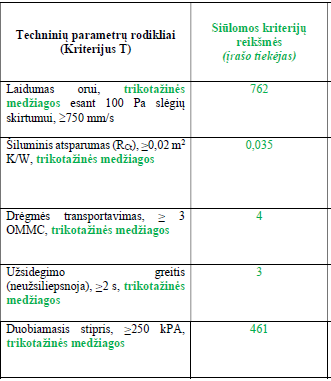 Techninių parametrų rodikliai
(Kriterijus T)
Siūlomos kriterijų
reikšmės
(įrašo tiekėjas)
Laidumas orui, trikotažinės
medžiagos esant 100 Pa slėgių
skirtumui, ≥750 mm/s
762
Šiluminis atsparumas (RCt), ≥0,02 m²
K/W, trikotažinės medžiagos
0,035
Drėgmės transportavimas, ≥ 3
OMMC, trikotažinės medžiagos
4
Užsidegimo greitis
(neužsiliepsnoja), ≥2 s, trikotažinės
medžiagos
3
Duobiamasis stipris, ≥250 kPA,
trikotažinės medžiagos
461